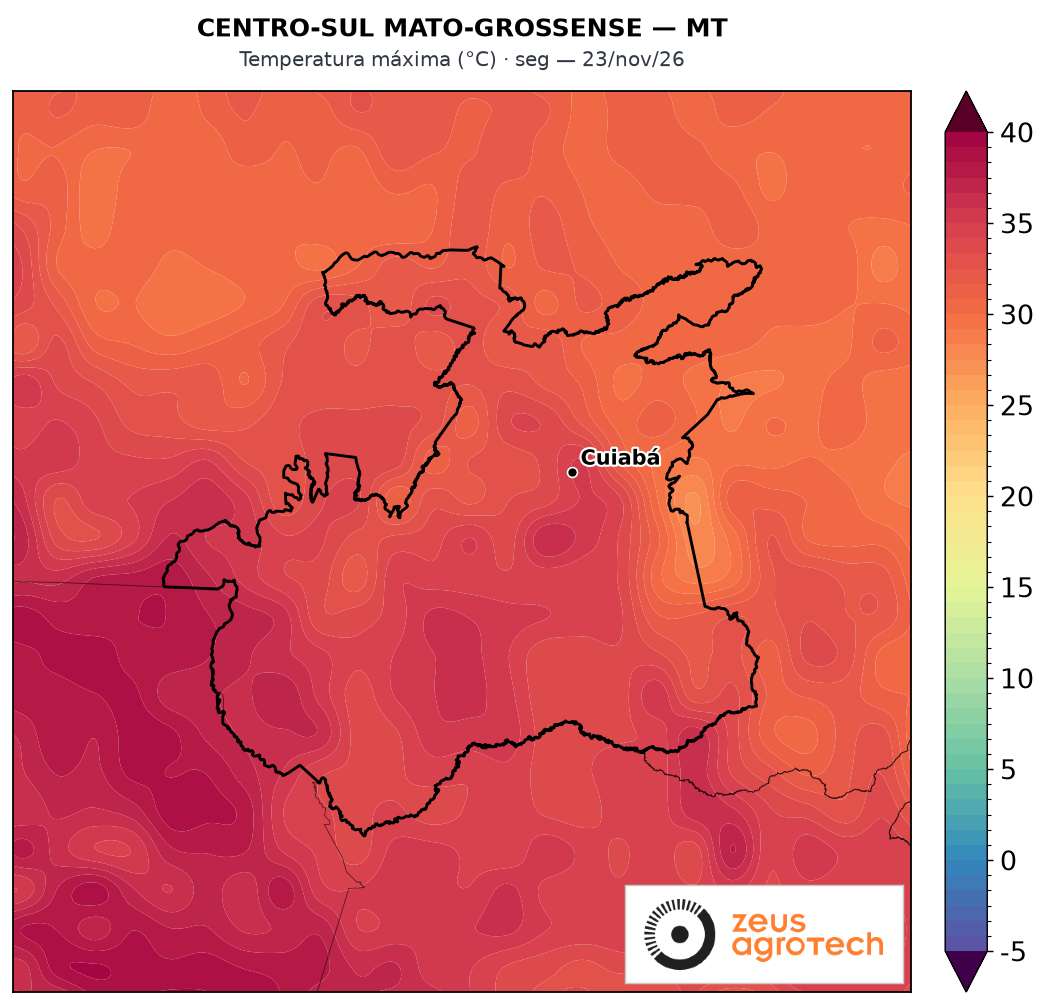 CENTRO-SUL MATO-GROSSENSE — MT
Temperatura máxima (°C) · seg — 23/nov/26
40
35
30
25
20
15
10
5
0
-5
Cuiabá
zeus
agrotech